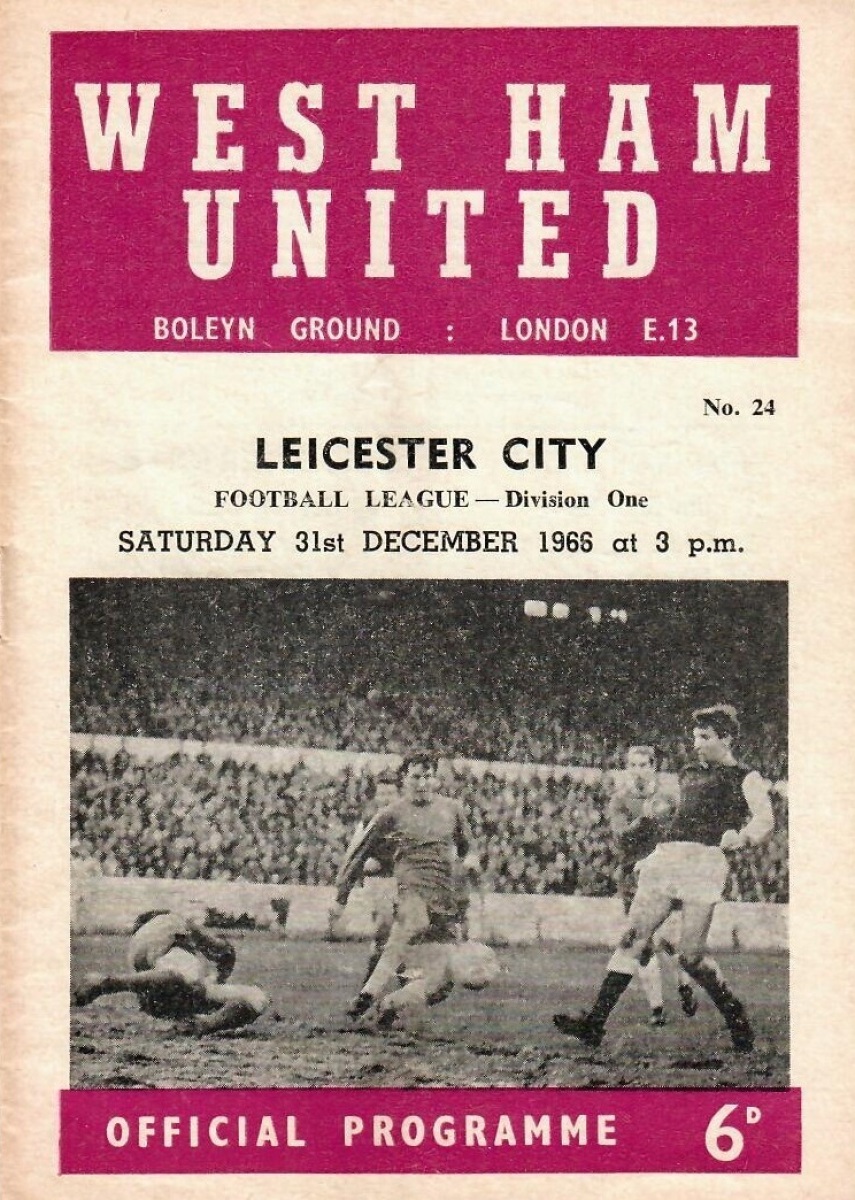 WEST HAM
UNITED
BOLEYN GROUND : LONDON E.13
No. 24
LEICESTER CITY
FOOTBALL LEAGUE — Division One
SATURDAY 31st DECEMBER 1966 at 3 p.m.
OFFICIAL PROGRAMME 6D